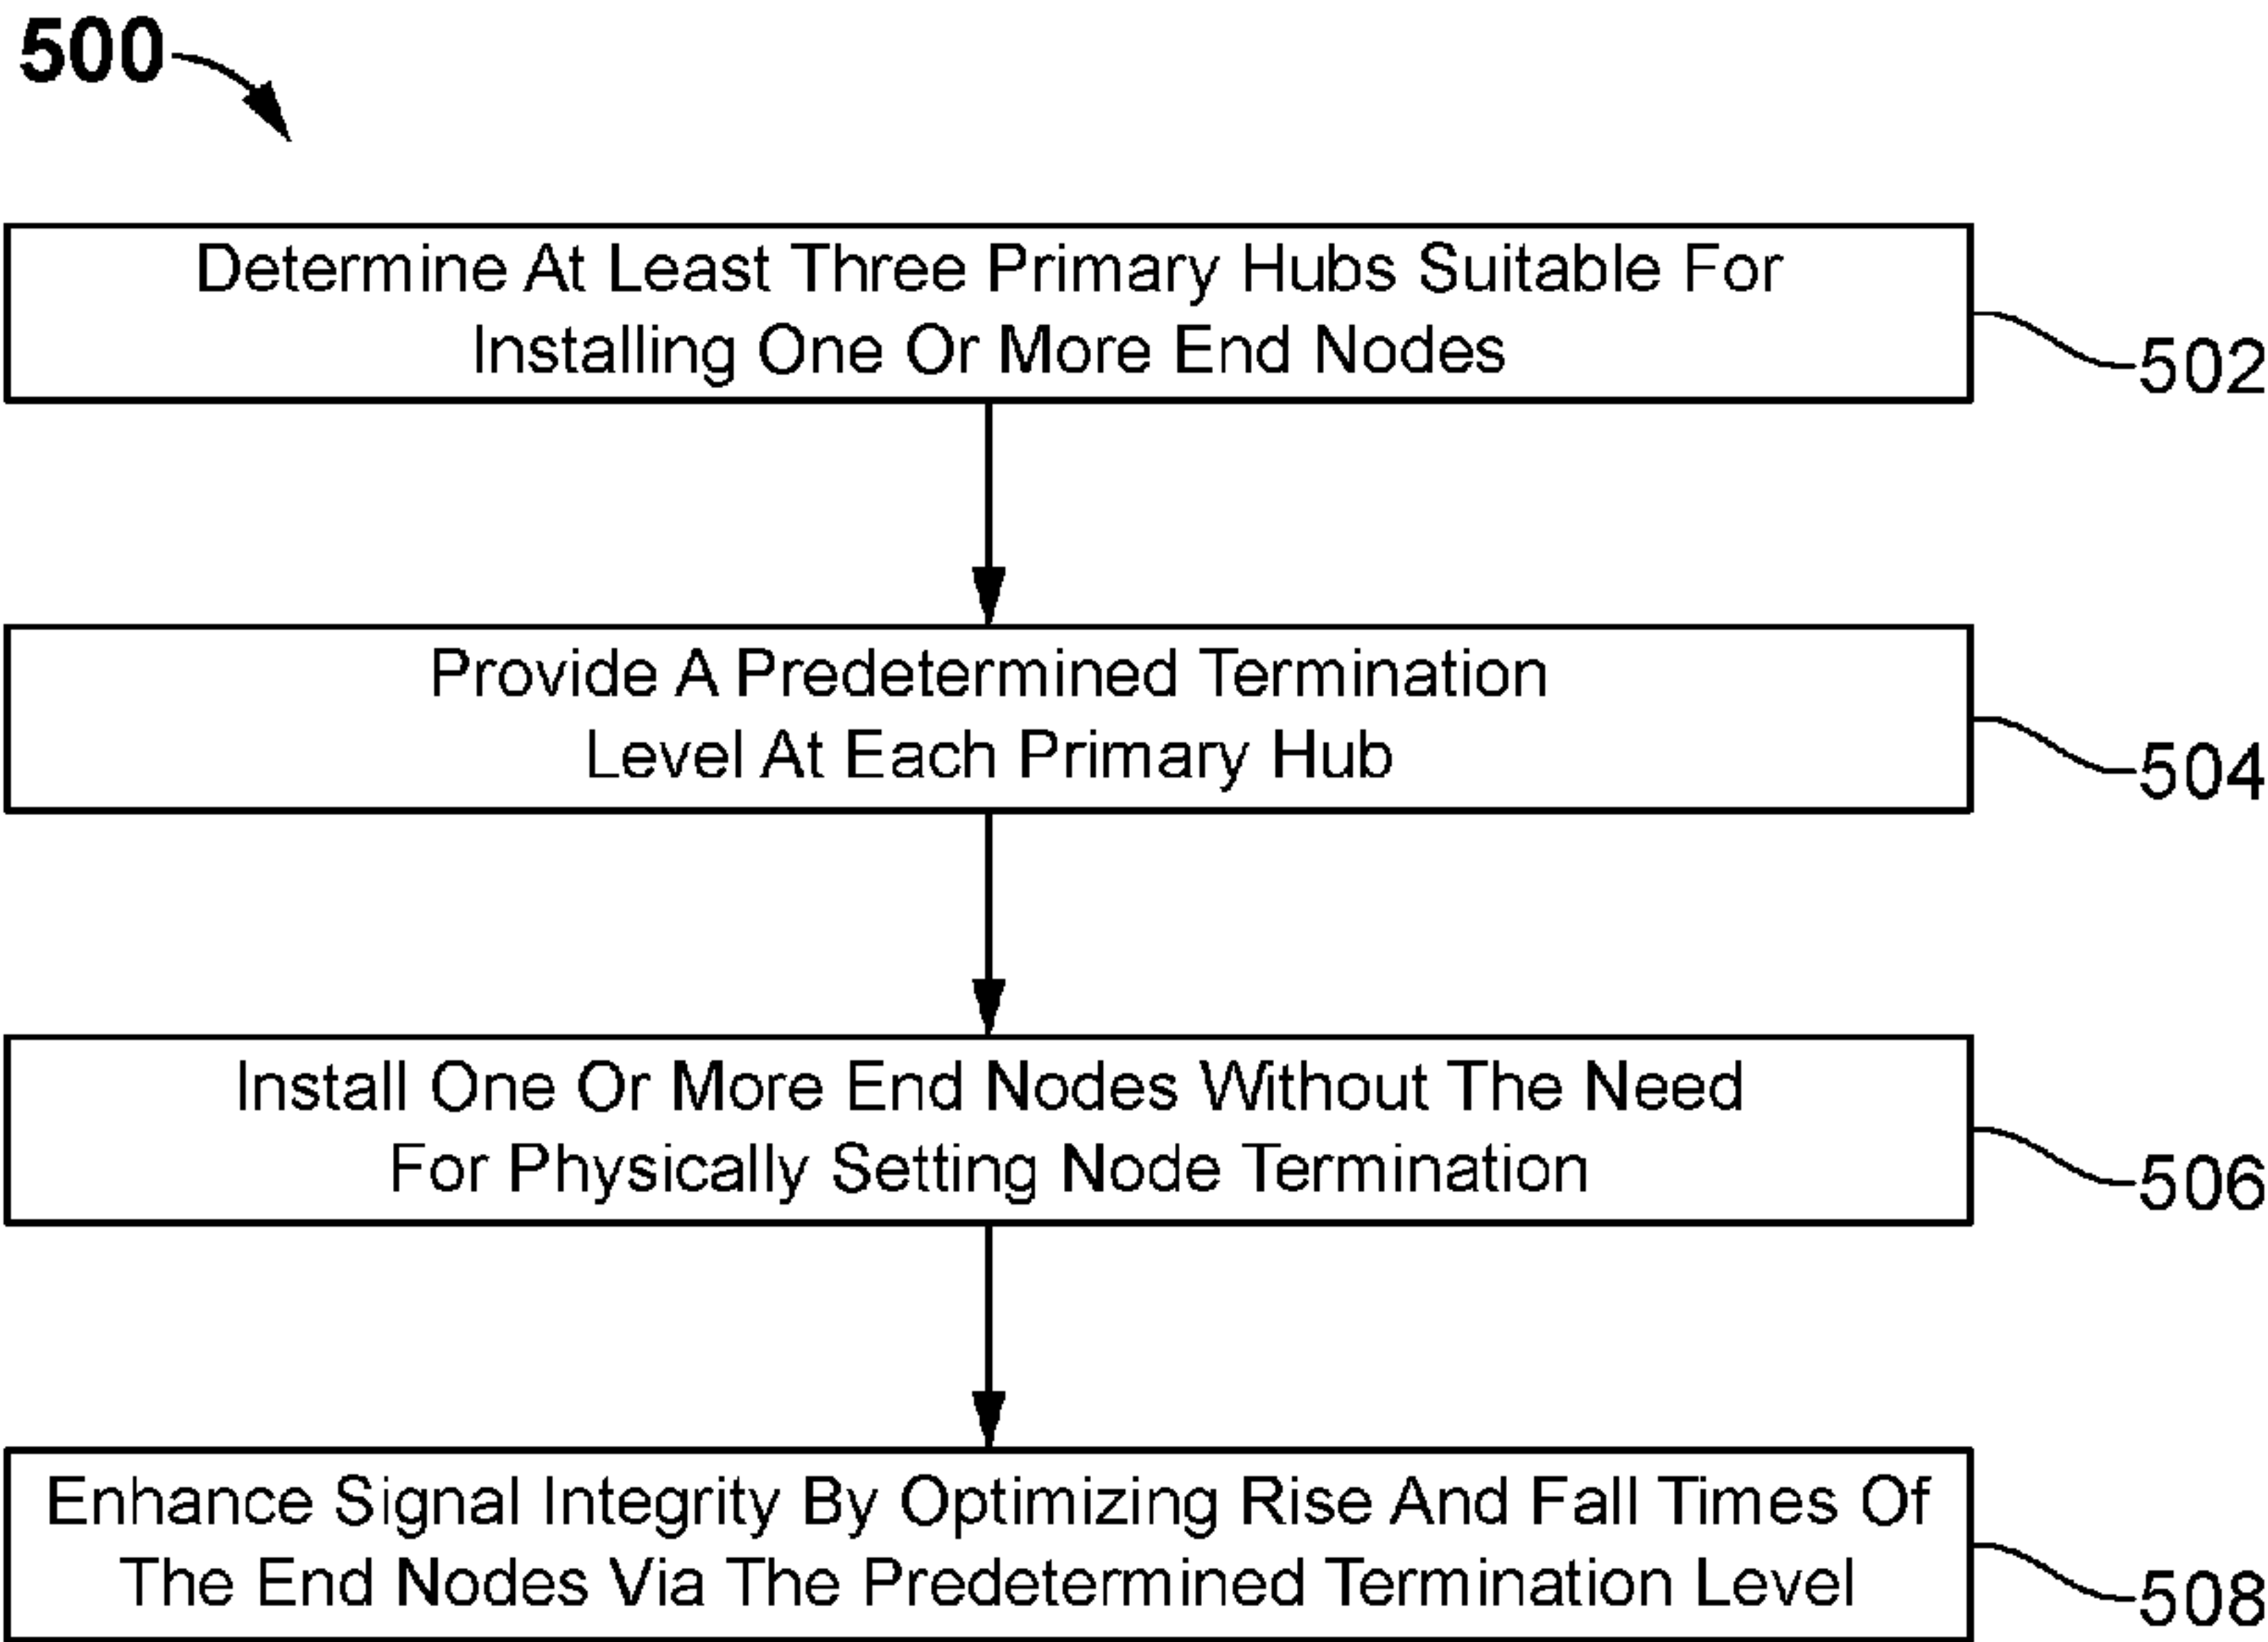 500
Determine At Least Three Primary Hubs Suitable For
Installing One Or More End Nodes
502
Provide A Predetermined Termination
Level At Each Primary Hub
504
Install One Or More End Nodes Without The Need
For Physically Setting Node Termination
506
Enhance Signal Integrity By Optimizing Rise And Fall Times Of
The End Nodes Via The Predetermined Termination Level
508